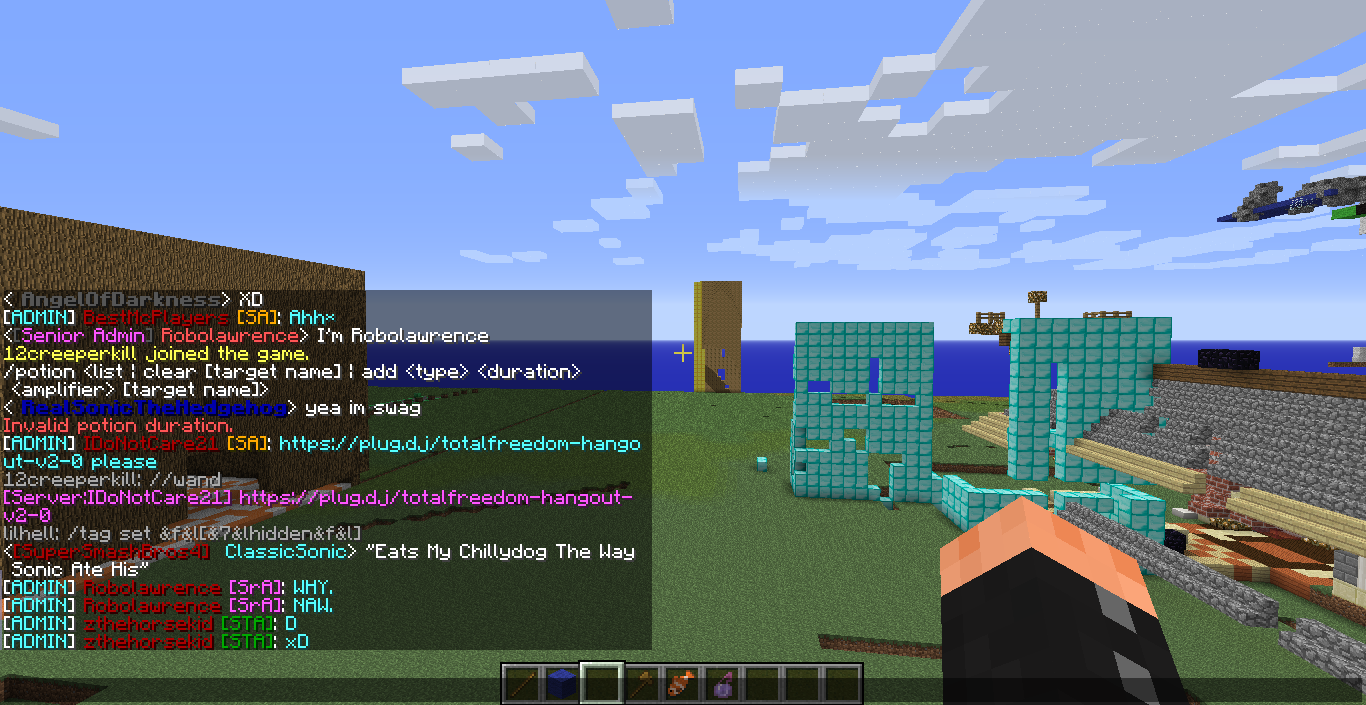 < AngelOfDarkness> XD
[ADMIN] BestMcPlayers [SA]: Ahh×
<[Senior Admin] Robolawrence> I'm Robolawrence
12creeperkill joined the game.
/potion <list | clear [target name] | add <type> <duration>
<amplifier> [target name]>
< RealSonicTheHedgehog> yea im swag
Invalid potion duration.
[ADMIN] IDoNotCare21 [SA]: https://plug.d.j/totalfreedom-hango
ut-v2-0 please
12creeperkill: //wand
[Server:IDoNotCare21] https://plug.d.j/totalfreedom-hangout-
v2-0
lilhell: /tag set &f&l[&7&lhidden&f&l]
<[SuperSmashBros4] ClassicSonic> "Eats My Chillydog The Way
Sonic Ate His"
[ADMIN] Robolawrence [SrA]: WHY.
[ADMIN] Robolawrence [SrA]: NAW.
[ADMIN] zthehorsekid [STA]: D
[ADMIN] zthehorsekid [STA]: xD